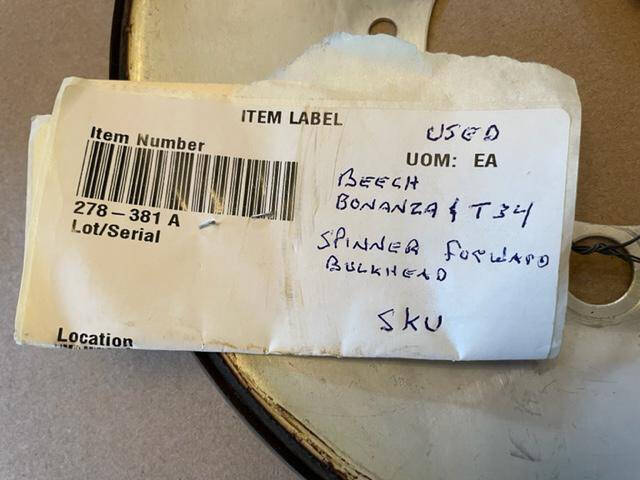 ITEM LABEL
Item Number
278-381 A
Lot/Serial
Location
USED
UOM: EA
BEECH
BONANZA & T34
SPINNER FORWARD
BULKHEAD
SKU